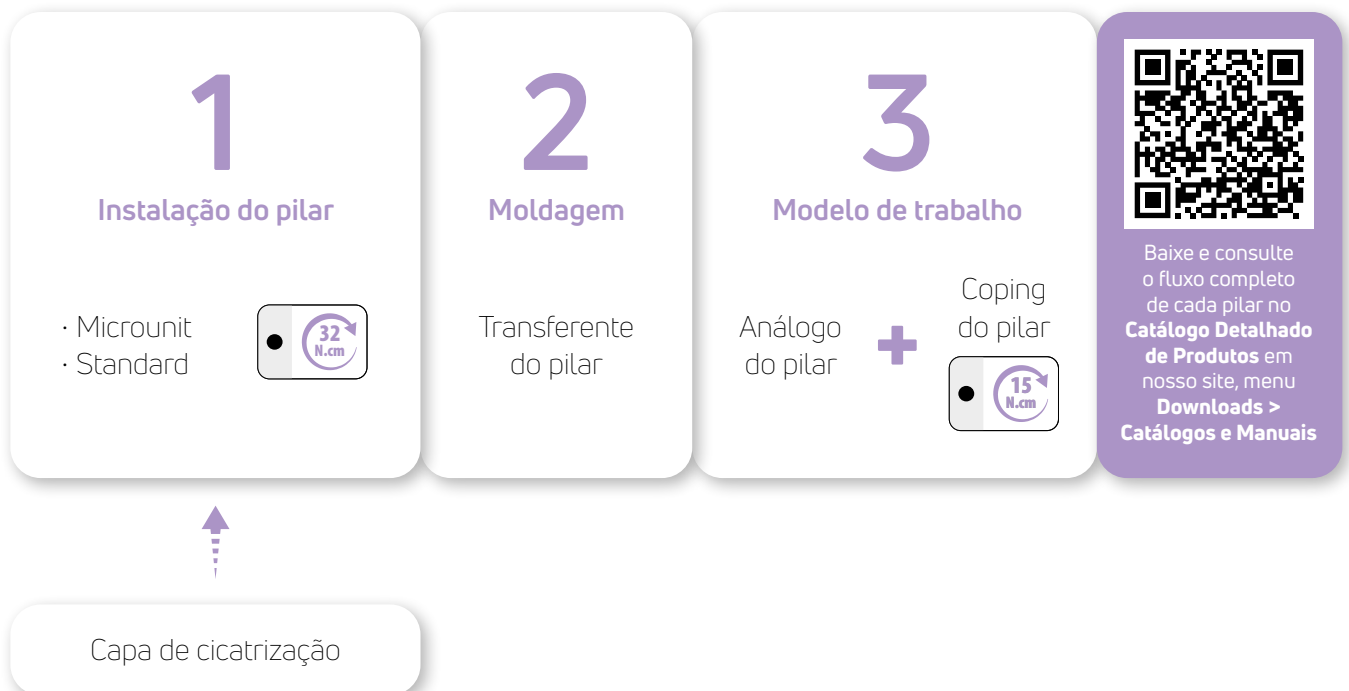 1
Instalação do pilar
· Microunit
· Standard
32
N.cm
2
Moldagem
Transferente
do pilar
3
Modelo de trabalho
Análogo
do pilar
+
Coping
do pilar
15
N.cm
Baixe e consulte
o fluxo completo
de cada pilar no
Catálogo Detalhado
de Produtos em
nosso site, menu
Downloads >
Catálogos e Manuais
Capa de cicatrização